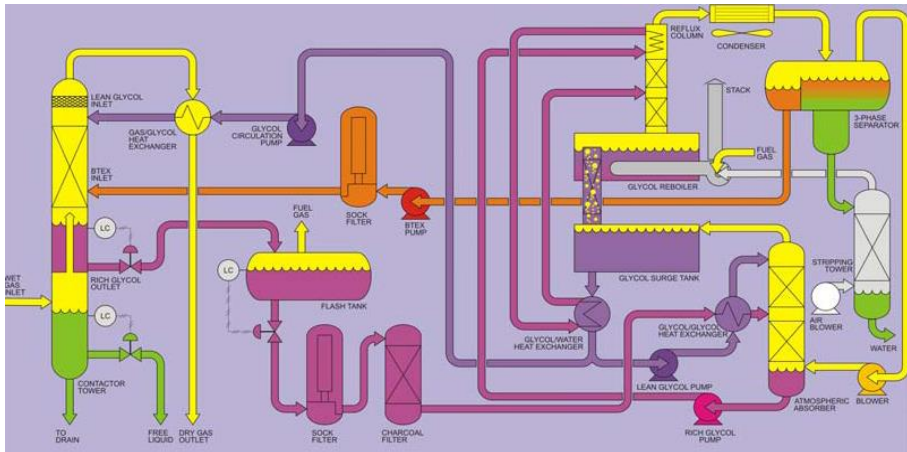 REFLUX
COLUMN
CONDENSER
LEAN GLYCOL
INLET
STACK
GAS/GLYCOL
HEAT
EXCHANGER
GLYCOL
CIRCULATION
PUMP
3-PHASE
SEPARATOR
FUEL
GAS
BTEX
INLET
GLYCOL REBOILER
FUEL
GAS
SOCK
FILTER
BTEX
PUMP
LC
RICH GLYCOL
OUTLET
LC
FLASH TANK
GLYCOL SURGE TANK
STRIPPING
TOWER
WET
GAS
INLET
LC
AIR
BLOWER
GLYCOL/WATER
HEAT EXCHANGER
GLYCOL/GLYCOL
HEAT EXCHANGER
WATER
CONTACTOR
TOWER
LEAN GLYCOL PUMP
BLOWER
ATMOSPHERIC
ABSORBER
TO
DRAIN
FREE
LIQUID
DRY GAS
OUTLET
SOCK
FILTER
CHARCOAL
FILTER
RICH GLYCOL
PUMP